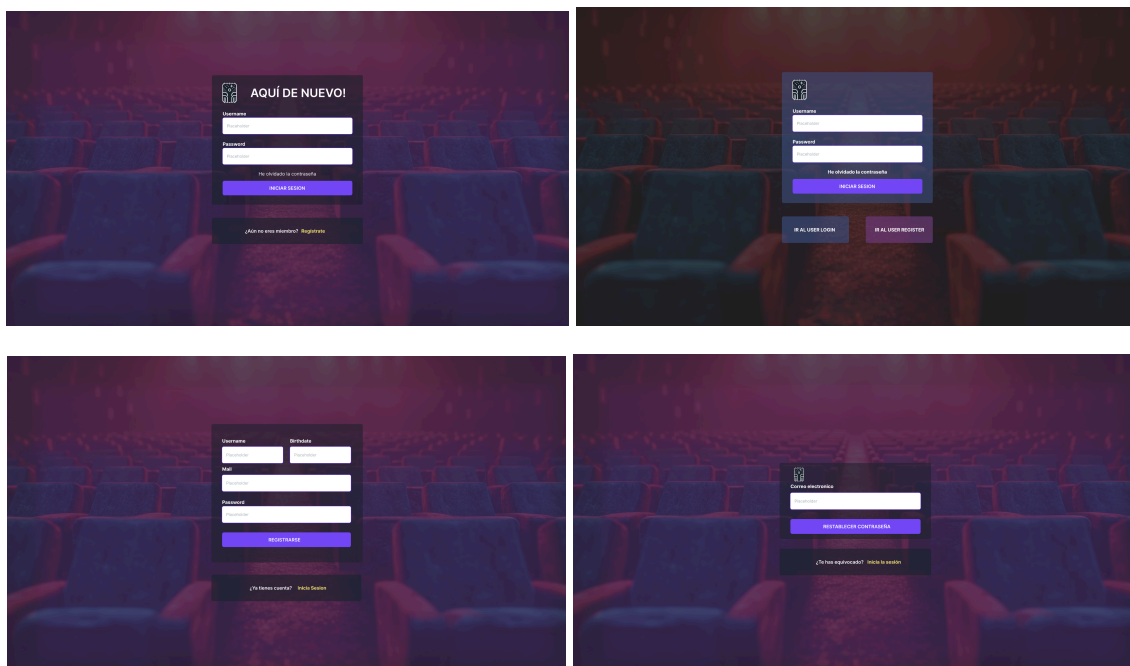 AQUÍ DE NUEVO!
Username
Placeholder
Password
Placeholder
He olvidado la contraseña
INICIAR SESION
¿Aún no eres miembro? Regístrate
Username
Placeholder
Password
Placeholder
He olvidado la contraseña
INICIAR SESION
IR AL USER LOGIN
IR AL USER REGISTER
Username Birthdate
Placeholder Placeholder
Mail
Placeholder
Password
Placeholder
REGISTRARSE
¿Ya tienes cuenta? Inicia Sesion
Correo electronico
Placeholder
RESTABLECER CONTRASEÑA
¿Te has equivocado? Inicia la sesión